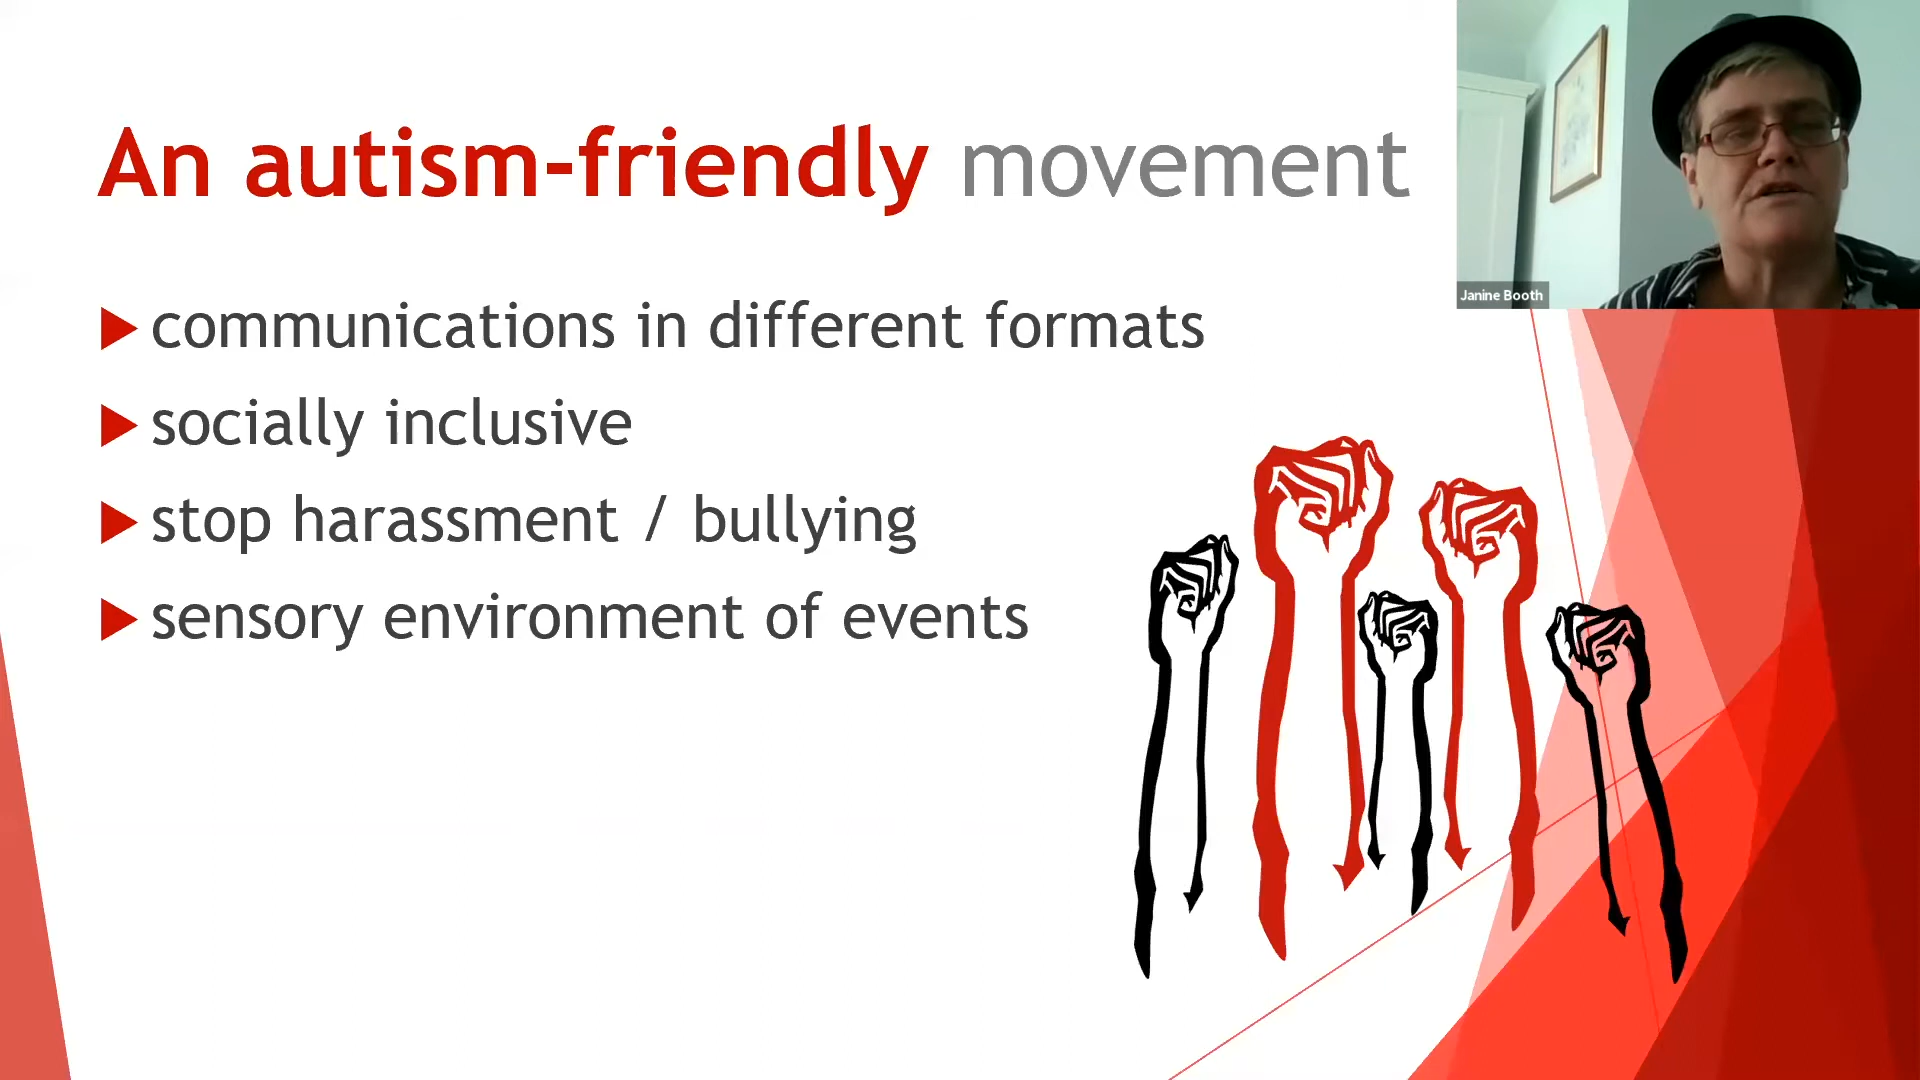 An autism-friendly movement
communications in different formats
socially inclusive
stop harassment / bullying
sensory environment of events
Janine Booth